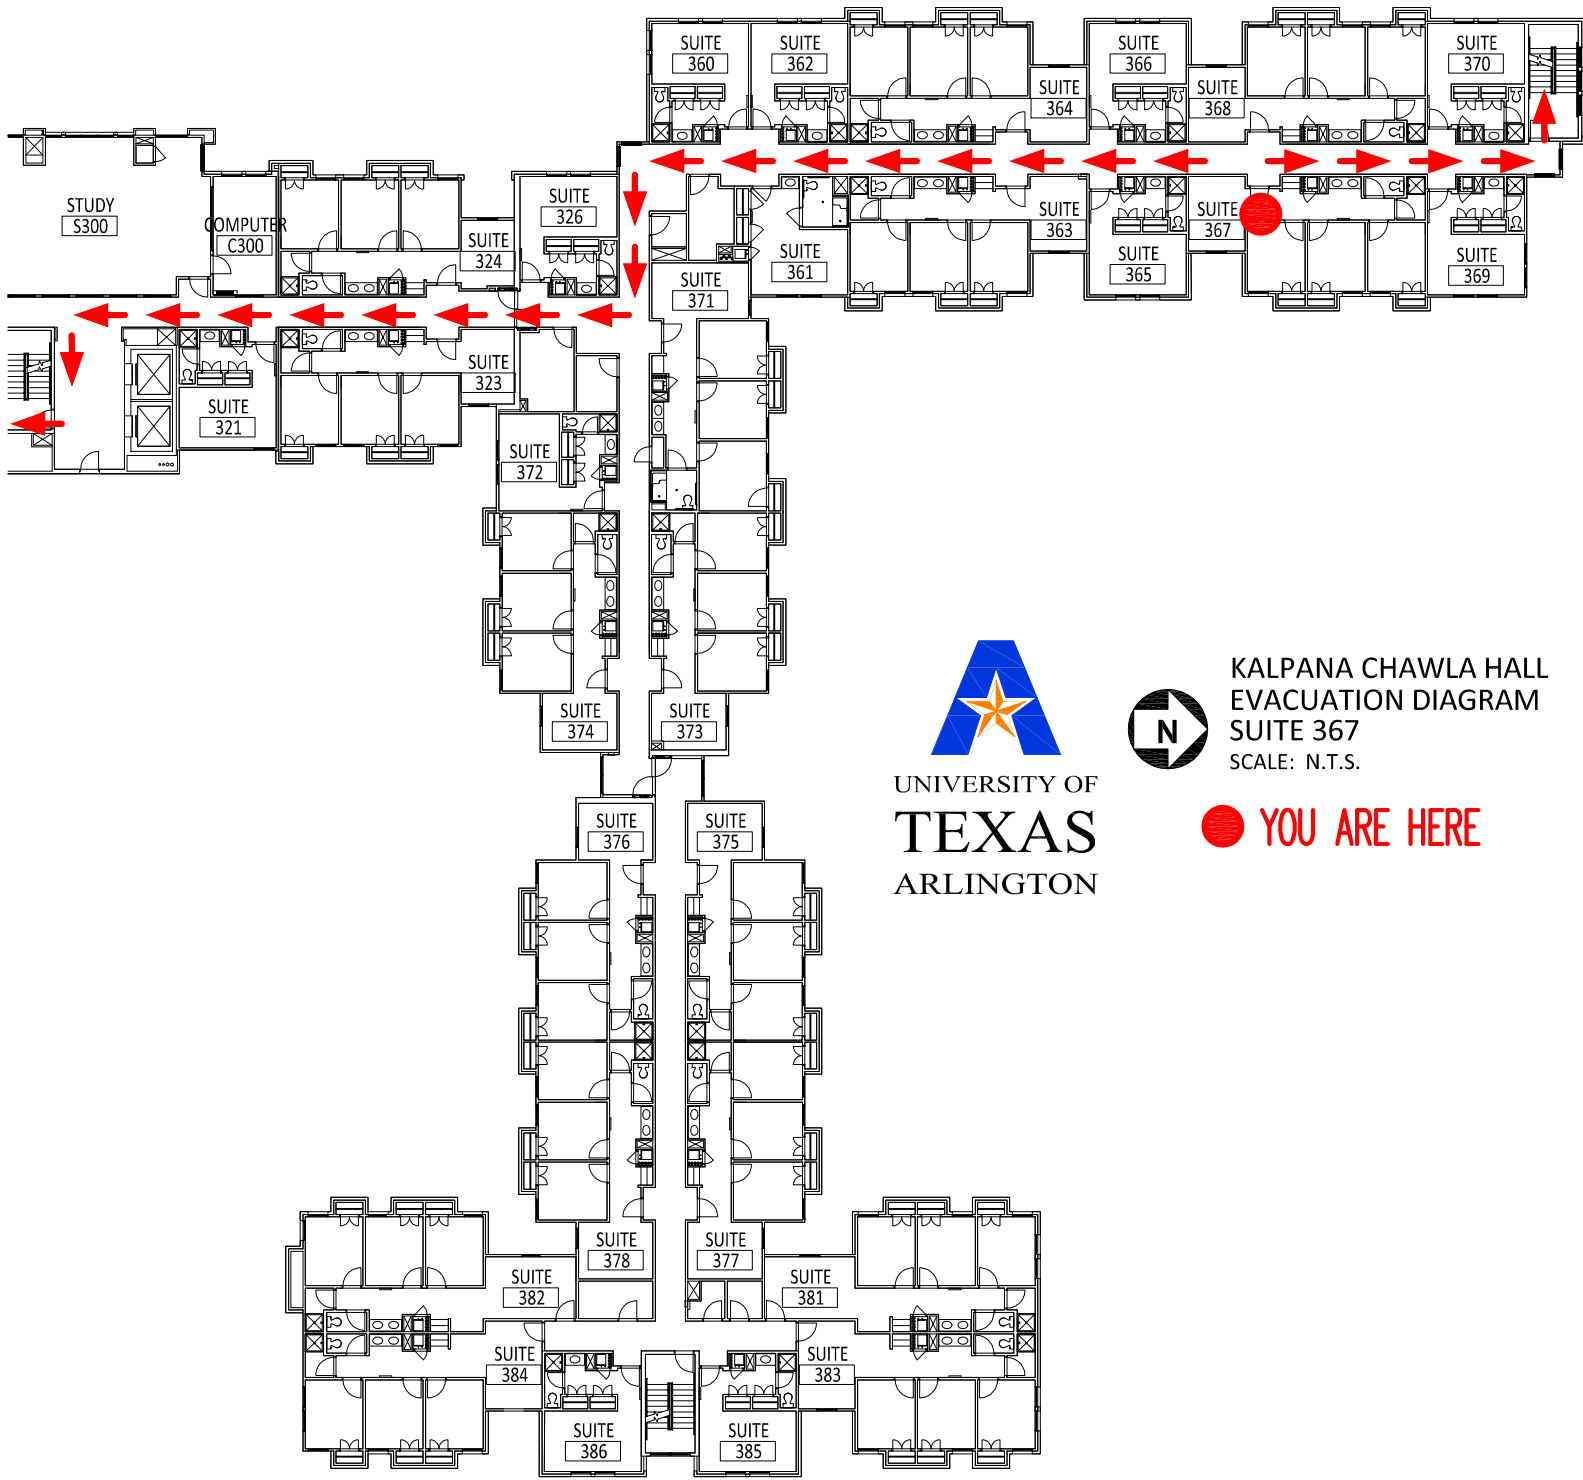 SUITE
360
SUITE
362
SUITE
364
SUITE
366
SUITE
368
SUITE
370
STUDY
S300
COMPUTER
C300
SUITE
324
SUITE
326
SUITE
361
SUITE
363
SUITE
365
SUITE
367
SUITE
369
SUITE
371
SUITE
321
SUITE
323
SUITE
372
SUITE
374
SUITE
373
UNIVERSITY OF
TEXAS
ARLINGTON
N
KALPANA CHAWLA HALL
EVACUATION DIAGRAM
SUITE 367
SCALE: N.T.S.
YOU ARE HERE
SUITE
376
SUITE
375
SUITE
378
SUITE
377
SUITE
382
SUITE
381
SUITE
384
SUITE
383
SUITE
386
SUITE
385